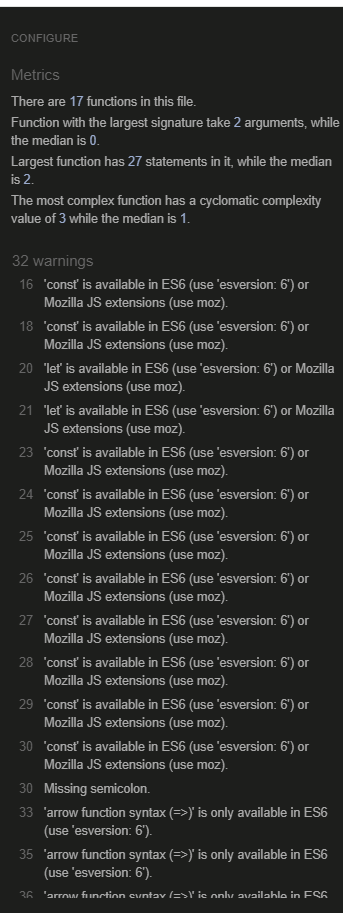 CONFIGURE
Metrics
There are 17 functions in this file.
Function with the largest signature take 2 arguments, while
the median is 0.
Largest function has 27 statements in it, while the median
is 2.
The most complex function has a cyclomatic complexity
value of 3 while the median is 1.
32 warnings
16 'const' is available in ES6 (use 'esversion: 6') or
Mozilla JS extensions (use moz).
18 'const' is available in ES6 (use 'esversion: 6') or
Mozilla JS extensions (use moz).
20 'let' is available in ES6 (use 'esversion: 6') or Mozilla
JS extensions (use moz).
21 'let' is available in ES6 (use 'esversion: 6') or Mozilla
JS extensions (use moz).
23 'const' is available in ES6 (use 'esversion: 6') or
Mozilla JS extensions (use moz).
24 'const' is available in ES6 (use 'esversion: 6') or
Mozilla JS extensions (use moz).
25 'const' is available in ES6 (use 'esversion: 6') or
Mozilla JS extensions (use moz).
26 'const' is available in ES6 (use 'esversion: 6') or
Mozilla JS extensions (use moz).
27 'const' is available in ES6 (use 'esversion: 6') or
Mozilla JS extensions (use moz).
28 'const' is available in ES6 (use 'esversion: 6') or
Mozilla JS extensions (use moz).
29 'const' is available in ES6 (use 'esversion: 6') or
Mozilla JS extensions (use moz).
30 'const' is available in ES6 (use 'esversion: 6') or
Mozilla JS extensions (use moz).
30 Missing semicolon.
33 'arrow function syntax (=>)' is only available in ES6
(use 'esversion: 6').
35 'arrow function syntax (=>)' is only available in ES6
(use 'esversion: 6').
36 'arrow function syntax (=>)' is only available in ES6